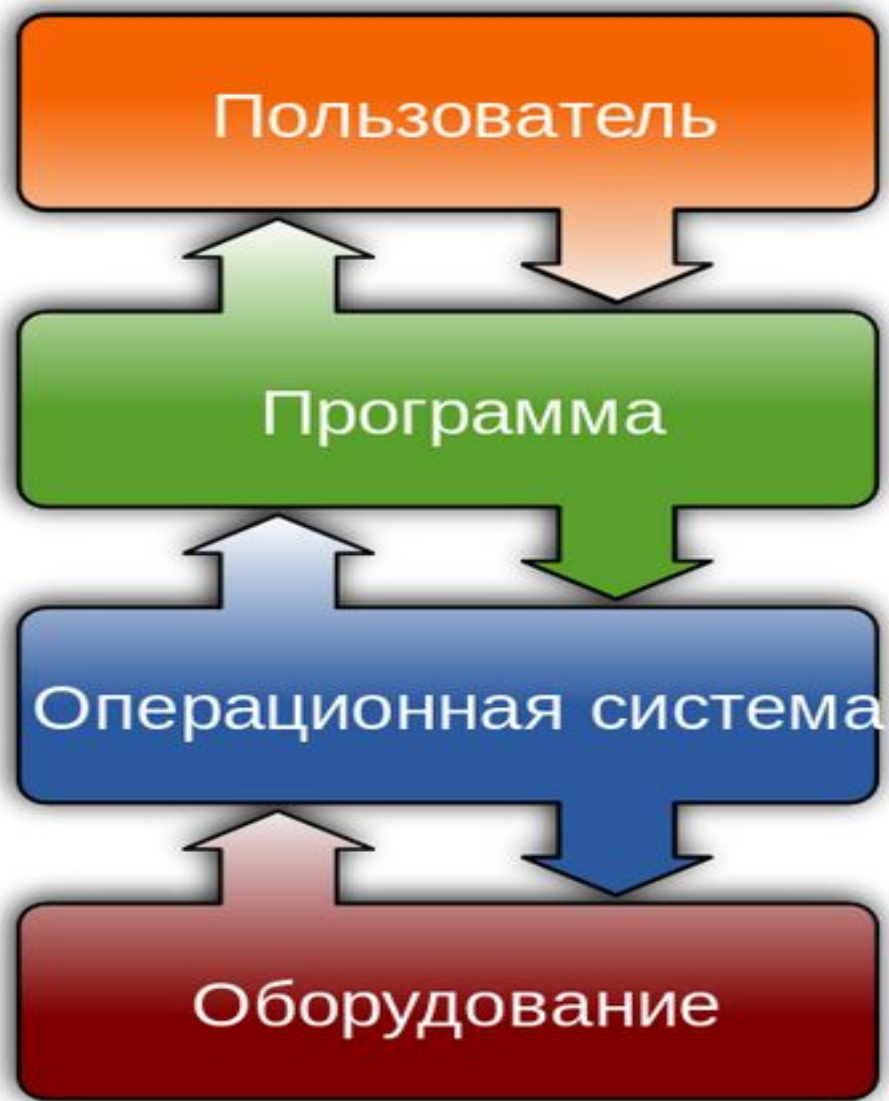 Пользователь
Программа
Операционная система
Оборудование